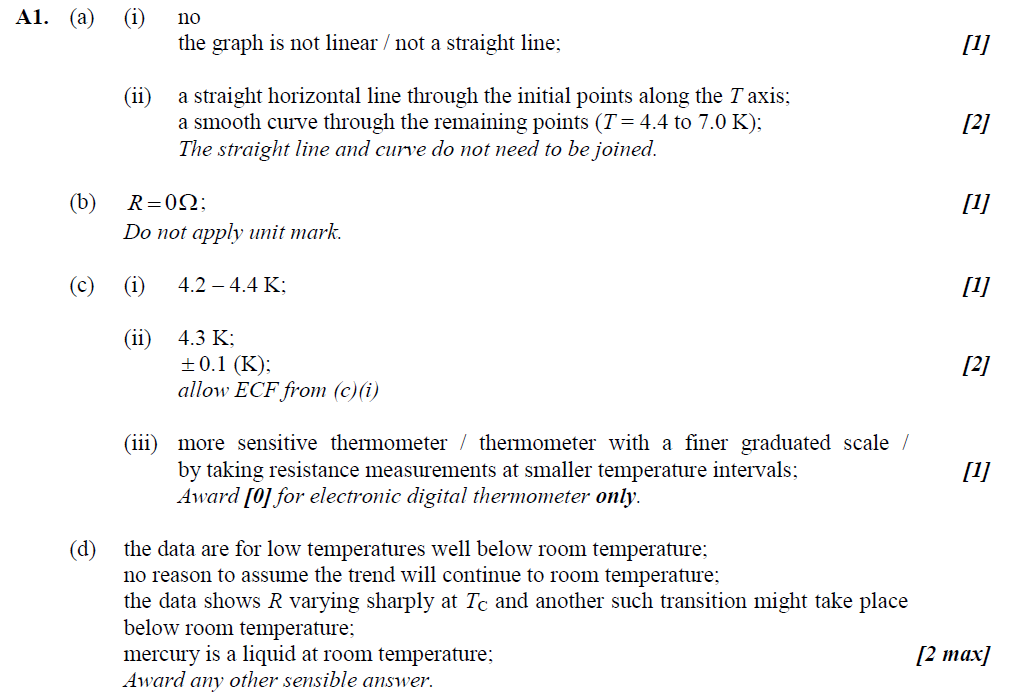 A1. (a) (i) no
the graph is not linear / not a straight line; [1]
(ii) a straight horizontal line through the initial points along the T axis;
a smooth curve through the remaining points (T = 4.4 to 7.0 K); [2]
The straight line and curve do not need to be joined.
(b) R = 0Ω; [1]
Do not apply unit mark.
(c) (i) 4.2 – 4.4 K; [1]
(ii) 4.3 K;
±0.1 (K); [2]
allow ECF from (c)(i)
(iii) more sensitive thermometer / thermometer with a finer graduated scale /
by taking resistance measurements at smaller temperature intervals; [1]
Award [0] for electronic digital thermometer only.
(d) the data are for low temperatures well below room temperature;
no reason to assume the trend will continue to room temperature;
the data shows R varying sharply at TC and another such transition might take place
below room temperature;
mercury is a liquid at room temperature; [2 max]
Award any other sensible answer.